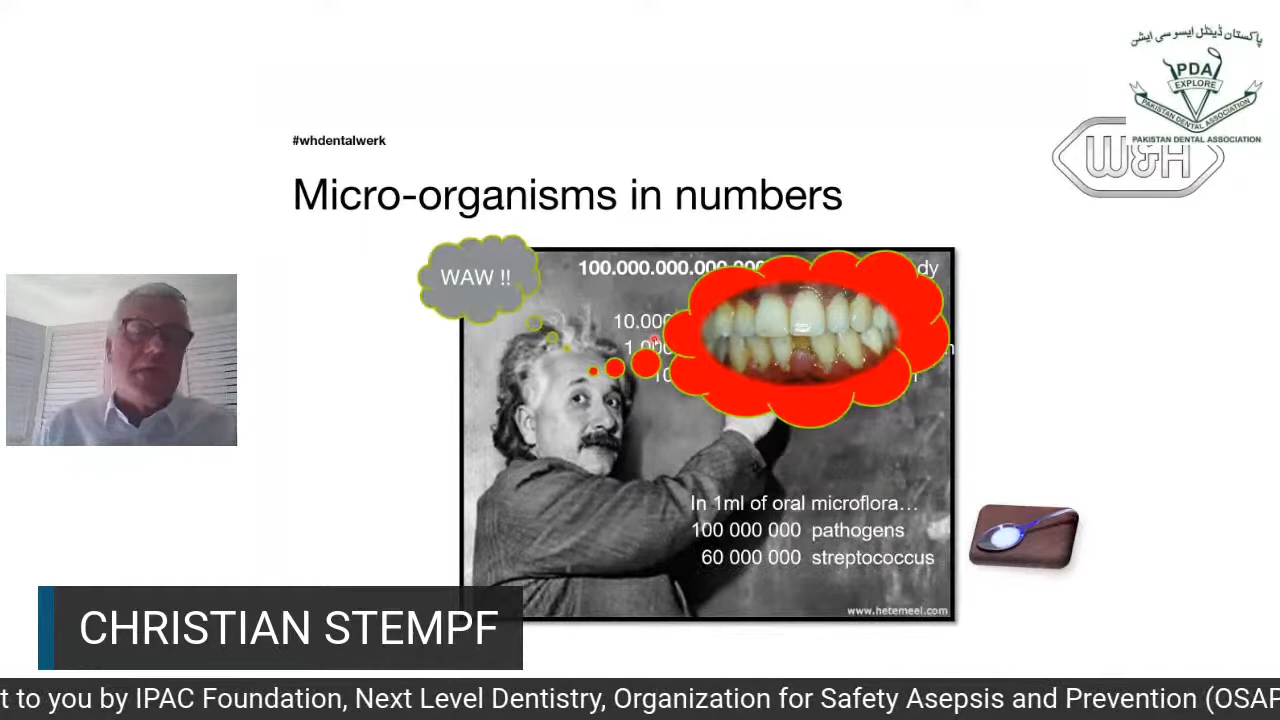 پاکستان ڈینٹل ایسوسی ایشن
PDA
EXPLORE
PAKISTAN DENTAL ASSOCIATION
PAKISTAN DENTAL ASSOCIATION
W&H
#whdentalwerk
Micro-organisms in numbers
WAW !!
100.000.000.000.000
dy
10.000
1.000
10
In 1ml of oral microflora…
100 000 000 pathogens
60 000 000 streptococcus
www.hetemeel.com
CHRISTIAN STEMPF
t to you by IPAC Foundation, Next Level Dentistry, Organization for Safety Asepsis and Prevention (OSAP